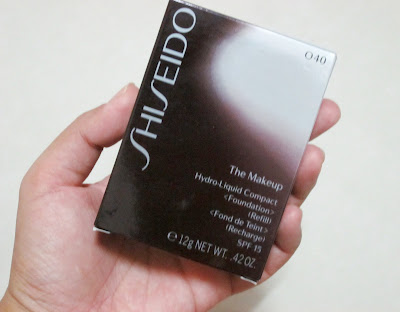 O40
SHISEIDO
The Makeup
Hydro-Liquid Compact
<Foundation>
(Refill)
<Fond de Teint>
(Recharge)
SPF 15
℮ 12g NET WT. .42 OZ.